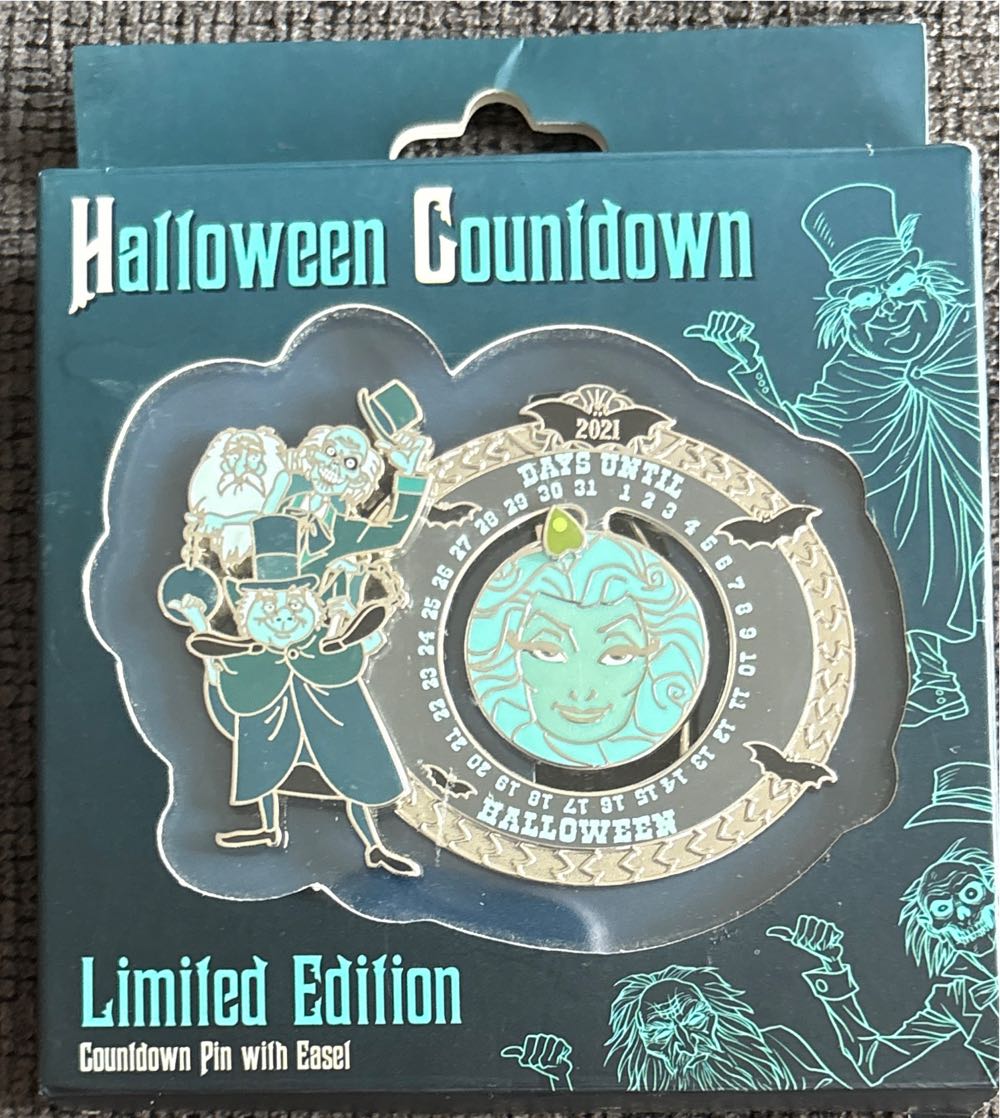 Halloween Countdown
2021
DAYS UNTIL
1 2 3 4 5 6 7 8 9 10 11 12 13 14 15 16 17 18 19 20 21 22 23 24 25 26 27 28 29 30 31
HALLOWEEN
Limited Edition
Countdown Pin with Easel